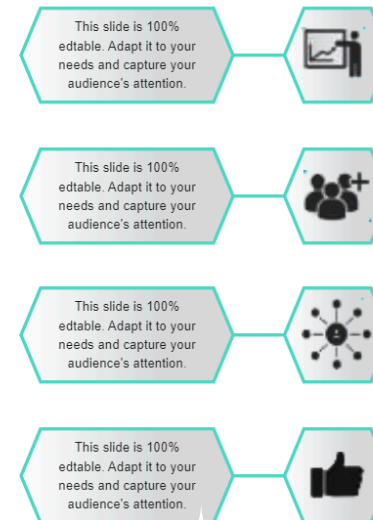 This slide is 100%
edtable. Adapt it to your
needs and capture your
audience's attention.
This slide is 100%
edtable. Adapt it to your
needs and capture your
audience's attention.
This slide is 100%
edtable. Adapt it to your
needs and capture your
audience's attention.
This slide is 100%
edtable. Adapt it to your
needs and capture your
audience's attention.